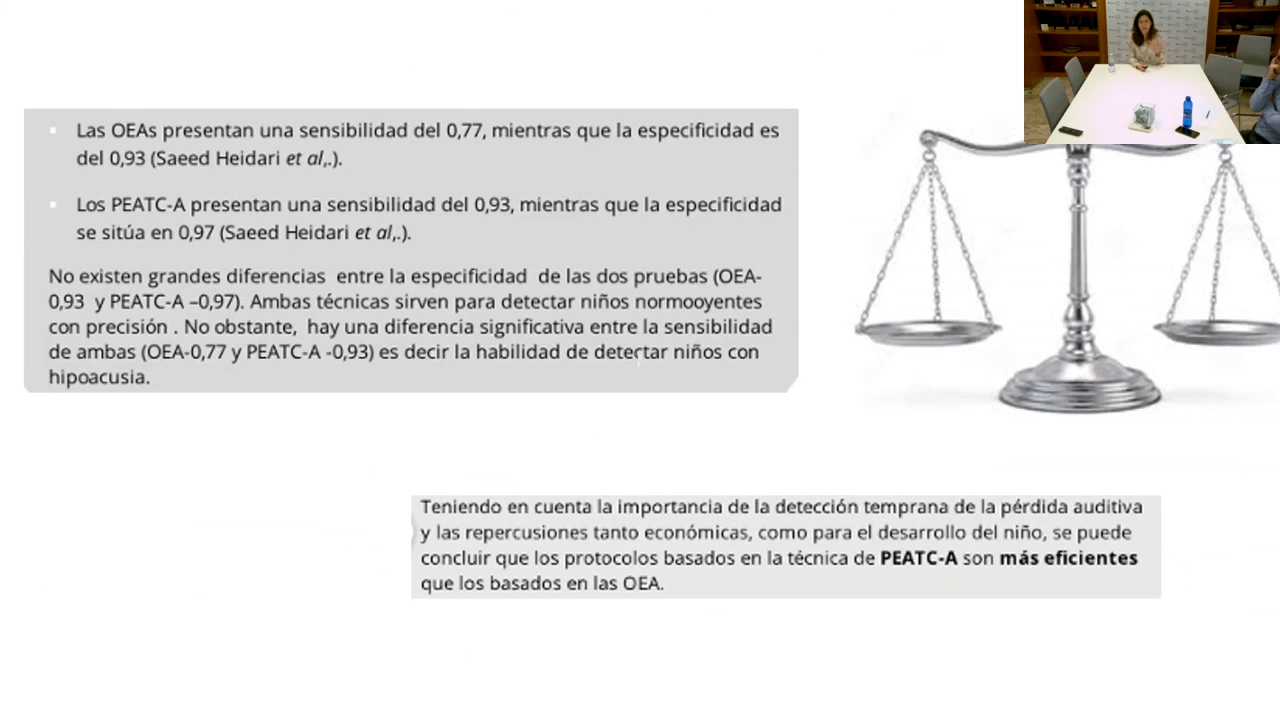 Las OEAs presentan una sensibilidad del 0,77, mientras que la especificidad es
del 0,93 (Saeed Heidari et al,.).
Los PEATC-A presentan una sensibilidad del 0,93, mientras que la especificidad
se sitúa en 0,97 (Saeed Heidari et al,.).
No existen grandes diferencias entre la especificidad de las dos pruebas (OEA-
0,93 y PEATC-A –0,97). Ambas técnicas sirven para detectar niños normooyentes
con precisión . No obstante, hay una diferencia significativa entre la sensibilidad
de ambas (OEA-0,77 y PEATC-A -0,93) es decir la habilidad de detectar niños con
hipoacusia.
Teniendo en cuenta la importancia de la detección temprana de la pérdida auditiva
y las repercusiones tanto económicas, como para el desarrollo del niño, se puede
concluir que los protocolos basados en la técnica de PEATC-A son más eficientes
que los basados en las OEA.